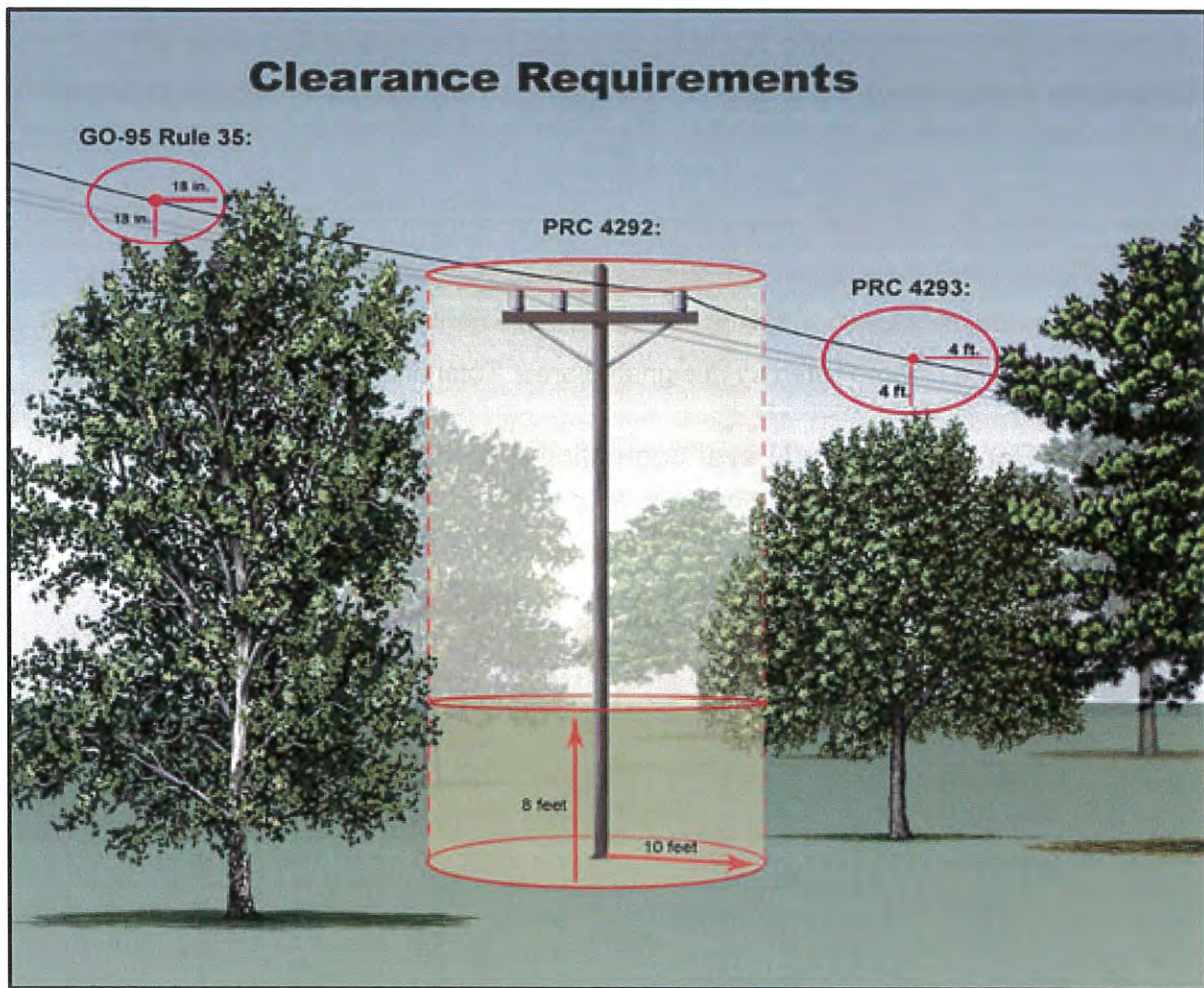 Clearance Requirements
GO-95 Rule 35:
18 in.
18 in.
PRC 4292:
PRC 4293:
4 ft.
4 ft.
8 feet
10 feet